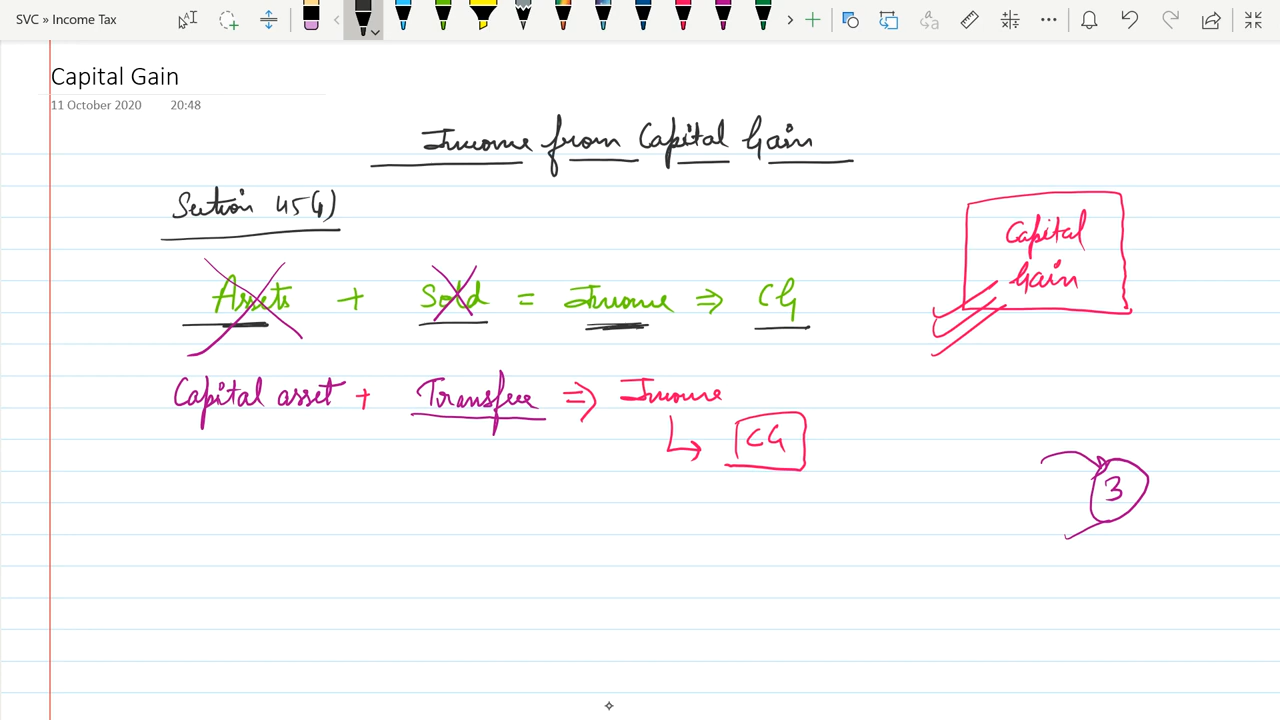 SVC » Income Tax
Capital Gain
11 October 2020 20:48
Income from Capital Gain
Section 45(1)
Assets + Sold = Income ⇒ CG
Capital Gain
Capital asset + Transfer ⇒ Income
↳ CG
3